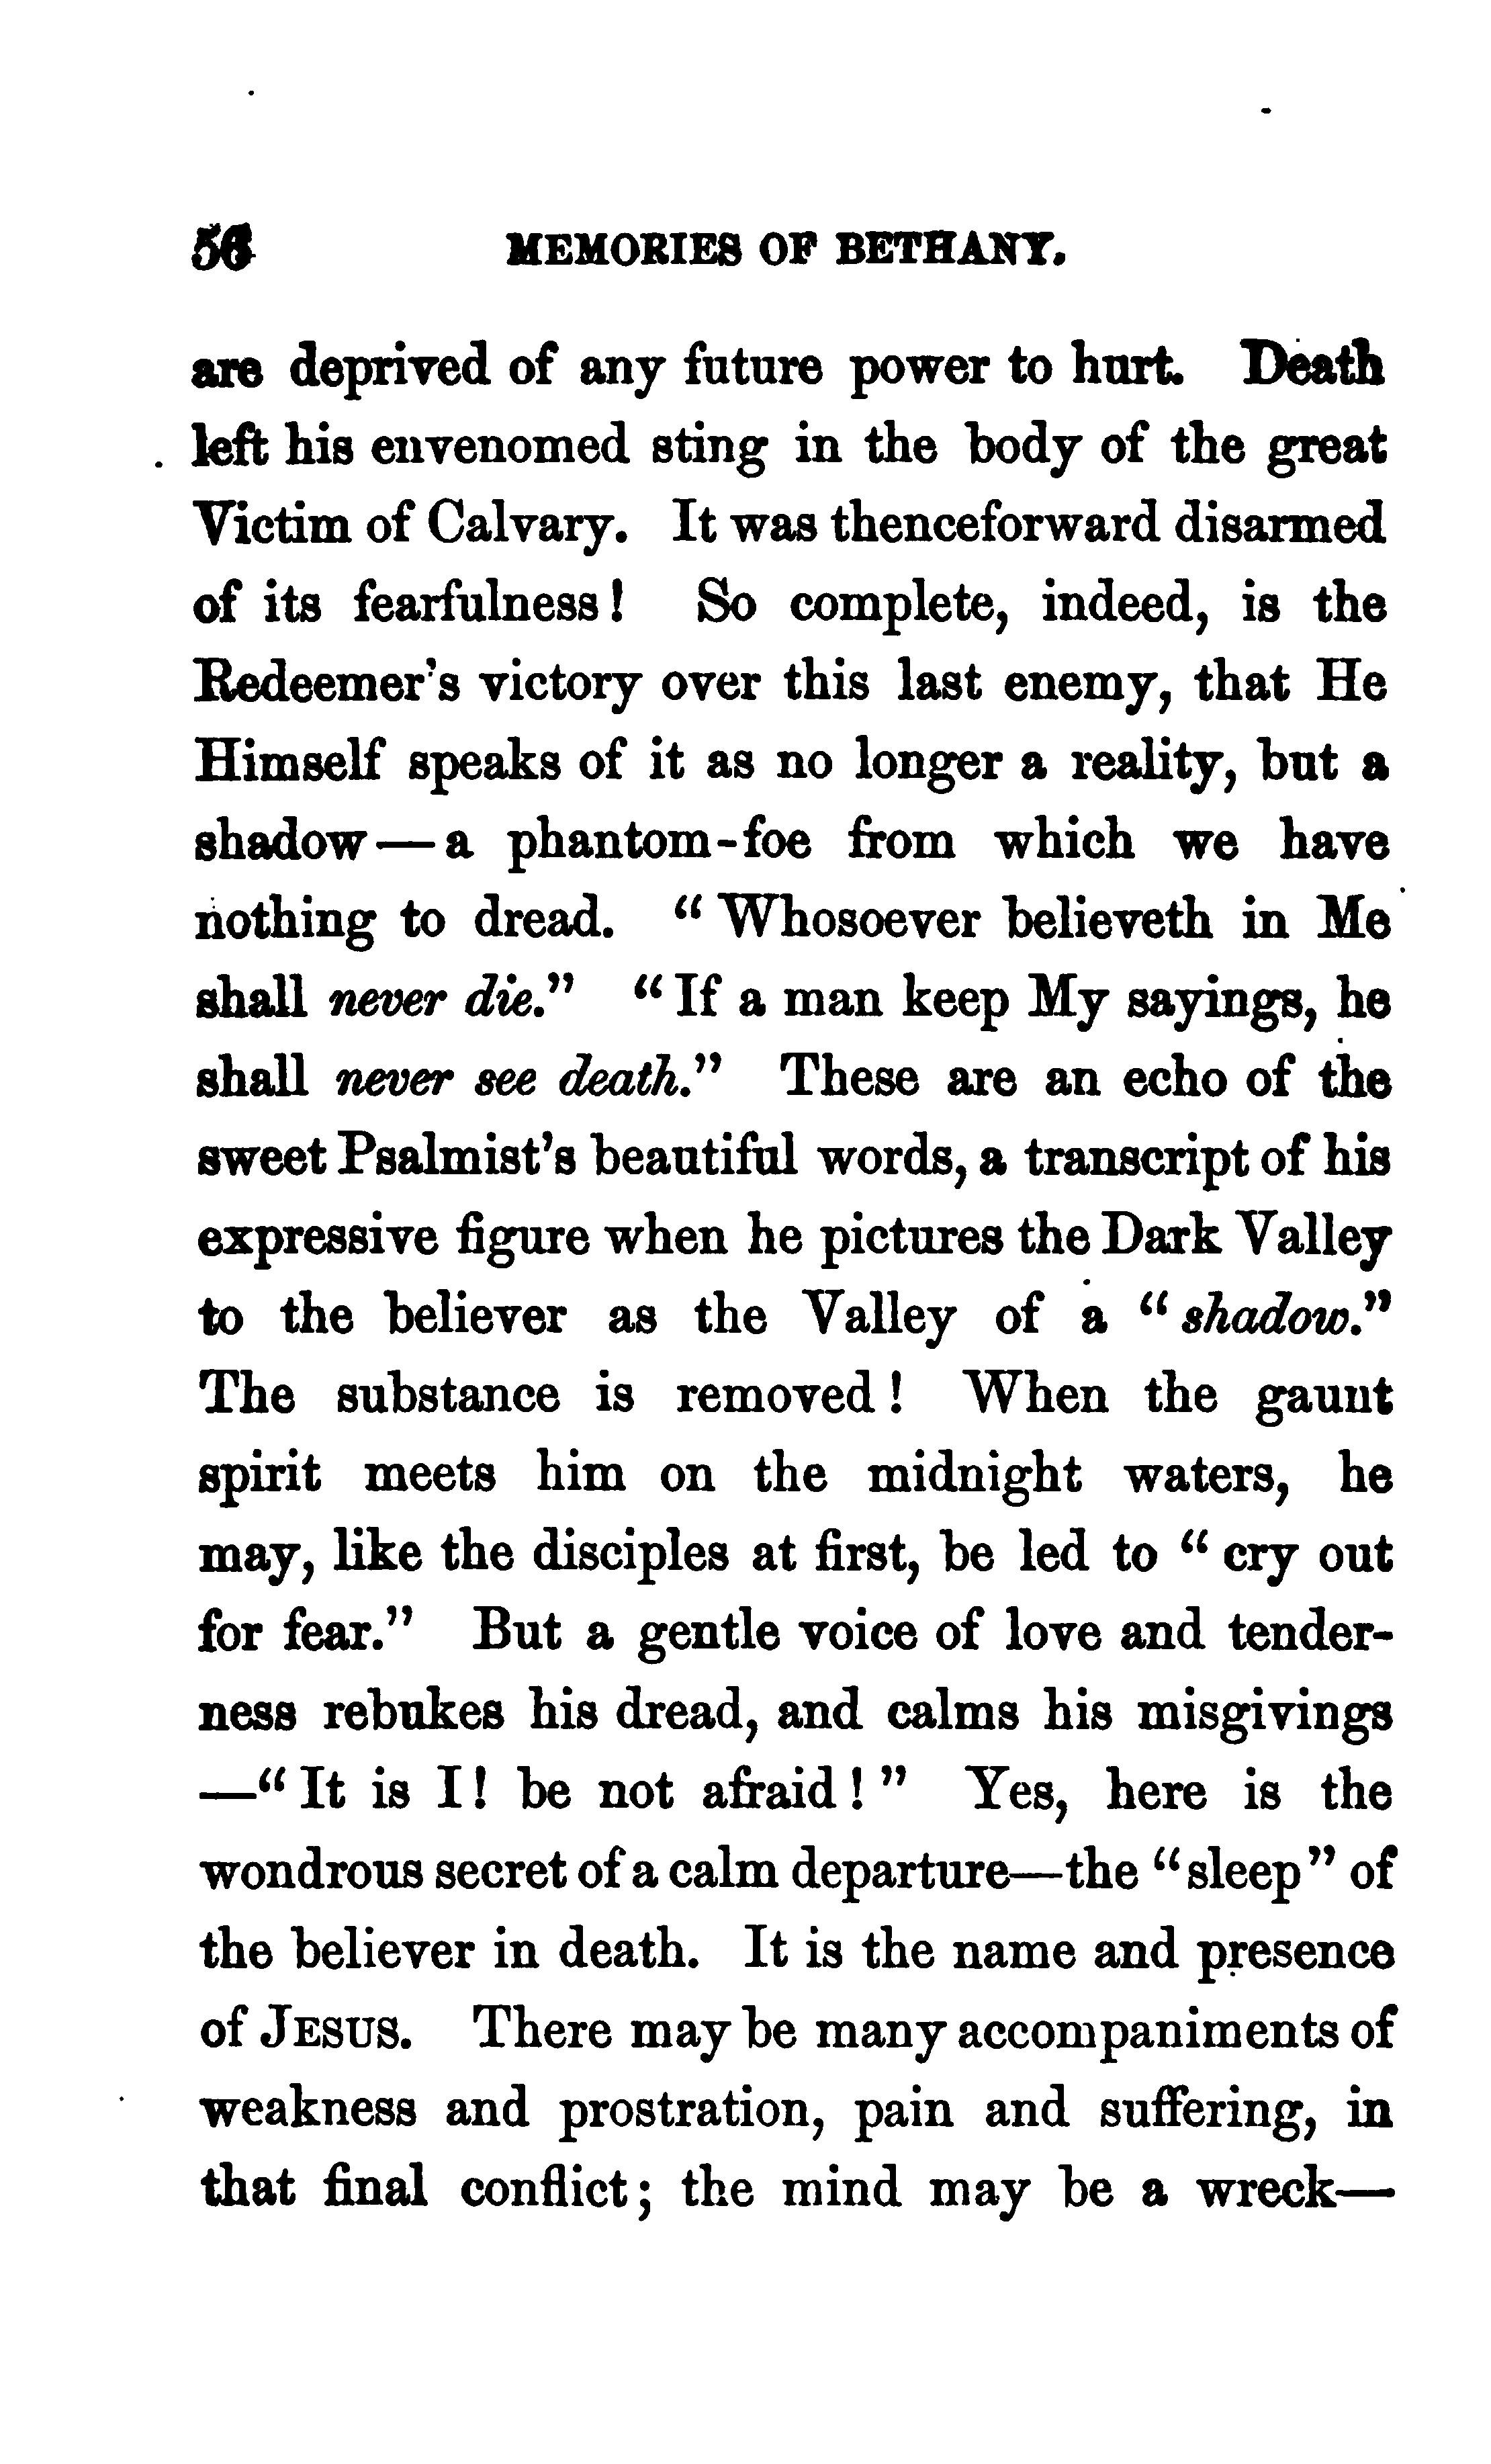 56 MEMORIES OF BETHANY.
are deprived of any future power to hurt. Death
left his envenomed sting in the body of the great
Victim of Calvary. It was thenceforward disarmed
of its fearfulness! So complete, indeed, is the
Redeemer's victory over this last enemy, that He
Himself speaks of it as no longer a reality, but a
shadow—a phantom-foe from which we have
nothing to dread. "Whosoever believeth in Me
shall never die." "If a man keep My sayings, he
shall never see death." These are an echo of the
sweet Psalmist's beautiful words, a transcript of his
expressive figure when he pictures the Dark Valley
to the believer as the Valley of a "shadow."
The substance is removed! When the gaunt
spirit meets him on the midnight waters, he
may, like the disciples at first, be led to "cry out
for fear." But a gentle voice of love and tender-
ness rebukes his dread, and calms his misgivings
—"It is I! be not afraid!" Yes, here is the
wondrous secret of a calm departure—the "sleep" of
the believer in death. It is the name and presence
of JESUS. There may be many accompaniments of
weakness and prostration, pain and suffering, in
that final conflict; the mind may be a wreck—